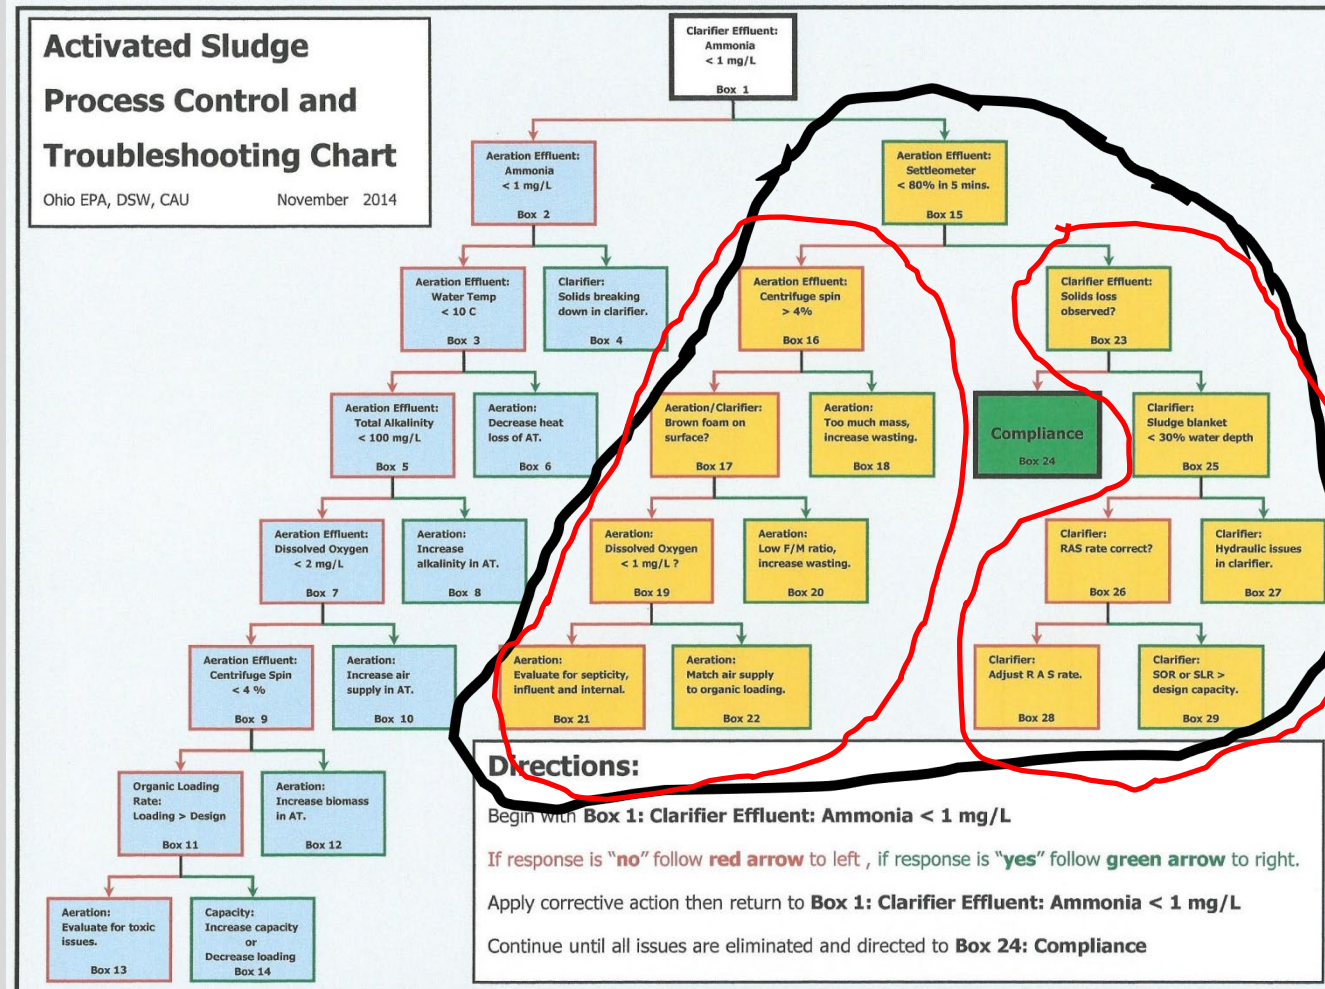 Activated Sludge
Process Control and
Troubleshooting Chart
Ohio EPA, DSW, CAU November 2014
Clarifier Effluent:
Ammonia
< 1 mg/L
Box 1
Aeration Effluent:
Ammonia
< 1 mg/L
Box 2
Aeration Effluent:
Settleometer
< 80% in 5 mins.
Box 15
Aeration Effluent:
Water Temp
< 10 C
Box 3
Clarifier:
Solids breaking
down in clarifier.
Box 4
Aeration Effluent:
Centrifuge spin
> 4%
Box 16
Clarifier Effluent:
Solids loss
observed?
Box 23
Aeration Effluent:
Total Alkalinity
< 100 mg/L
Box 5
Aeration:
Decrease heat
loss of AT.
Box 6
Aeration/Clarifier:
Brown foam on
surface?
Box 17
Aeration:
Too much mass,
increase wasting.
Box 18
Compliance
Box 24
Clarifier:
Sludge blanket
< 30% water depth
Box 25
Aeration Effluent:
Dissolved Oxygen
< 2 mg/L
Box 7
Aeration:
Increase
alkalinity in AT.
Box 8
Aeration:
Dissolved Oxygen
< 1 mg/L ?
Box 19
Aeration:
Low F/M ratio,
increase wasting.
Box 20
Clarifier:
RAS rate correct?
Box 26
Clarifier:
Hydraulic issues
in clarifier.
Box 27
Aeration Effluent:
Centrifuge Spin
< 4 %
Box 9
Aeration:
Increase air
supply in AT.
Box 10
Aeration:
Evaluate for septicity,
influent and internal.
Box 21
Aeration:
Match air supply
to organic loading.
Box 22
Clarifier:
Adjust R A S rate.
Box 28
Clarifier:
SOR or SLR >
design capacity.
Box 29
Organic Loading
Rate:
Loading > Design
Box 11
Aeration:
Increase biomass
in AT.
Box 12
Aeration:
Evaluate for toxic
issues.
Box 13
Capacity:
Increase capacity
or
Decrease loading
Box 14
Directions:
Begin with Box 1: Clarifier Effluent: Ammonia < 1 mg/L
If response is “no” follow red arrow to left , if response is “yes” follow green arrow to right.
Apply corrective action then return to Box 1: Clarifier Effluent: Ammonia < 1 mg/L
Continue until all issues are eliminated and directed to Box 24: Compliance